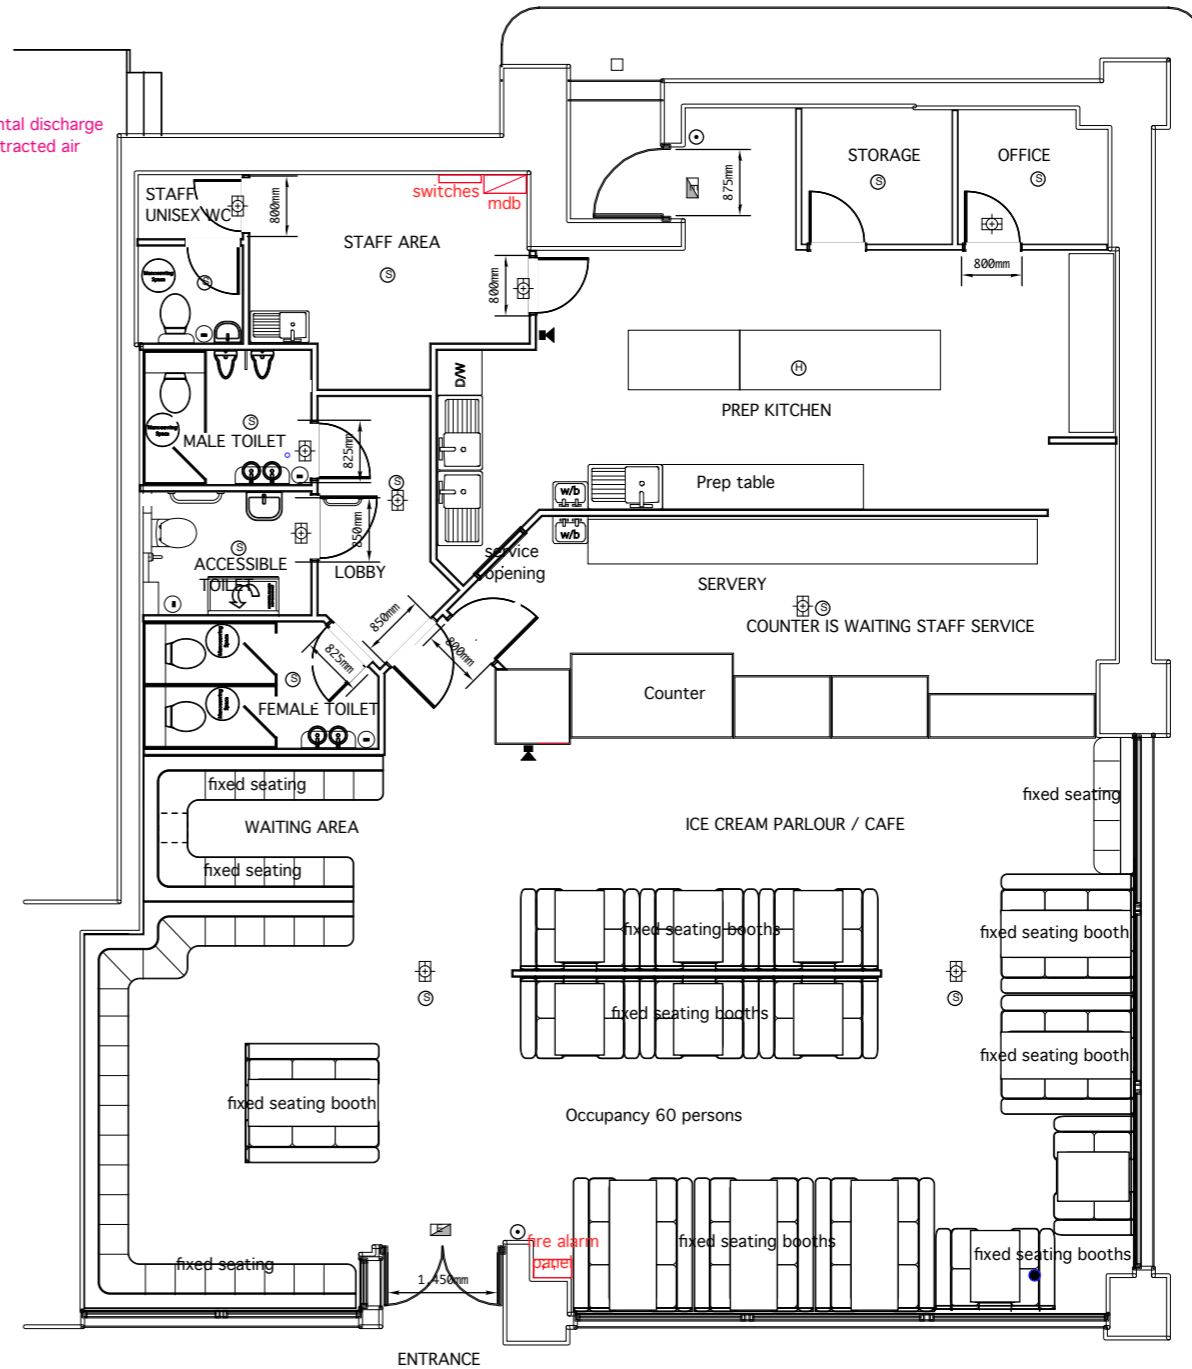 ntal discharge
tracted air
STAFF
UNISEX WC
800mm
switches
mdb
STAFF AREA
875mm
STORAGE
OFFICE
S
S
S
S
800mm
800mm
D/W
H
PREP KITCHEN
S
MALE TOILET
825mm
S
w/b
Prep table
w/b
service
opening
S
ACCESSIBLE
TOILET
850mm
LOBBY
SERVERY
S
COUNTER IS WAITING STAFF SERVICE
850mm
800mm
825mm
S
FEMALE TOILET
Counter
fixed seating
fixed seating
WAITING AREA
ICE CREAM PARLOUR / CAFE
fixed seating
fixed seating booths
fixed seating booth
S
S
fixed seating booths
fixed seating booth
fixed seating booth
Occupancy 60 persons
fire alarm
panel
fixed seating booths
fixed seating booths
fixed seating
1,450mm
ENTRANCE